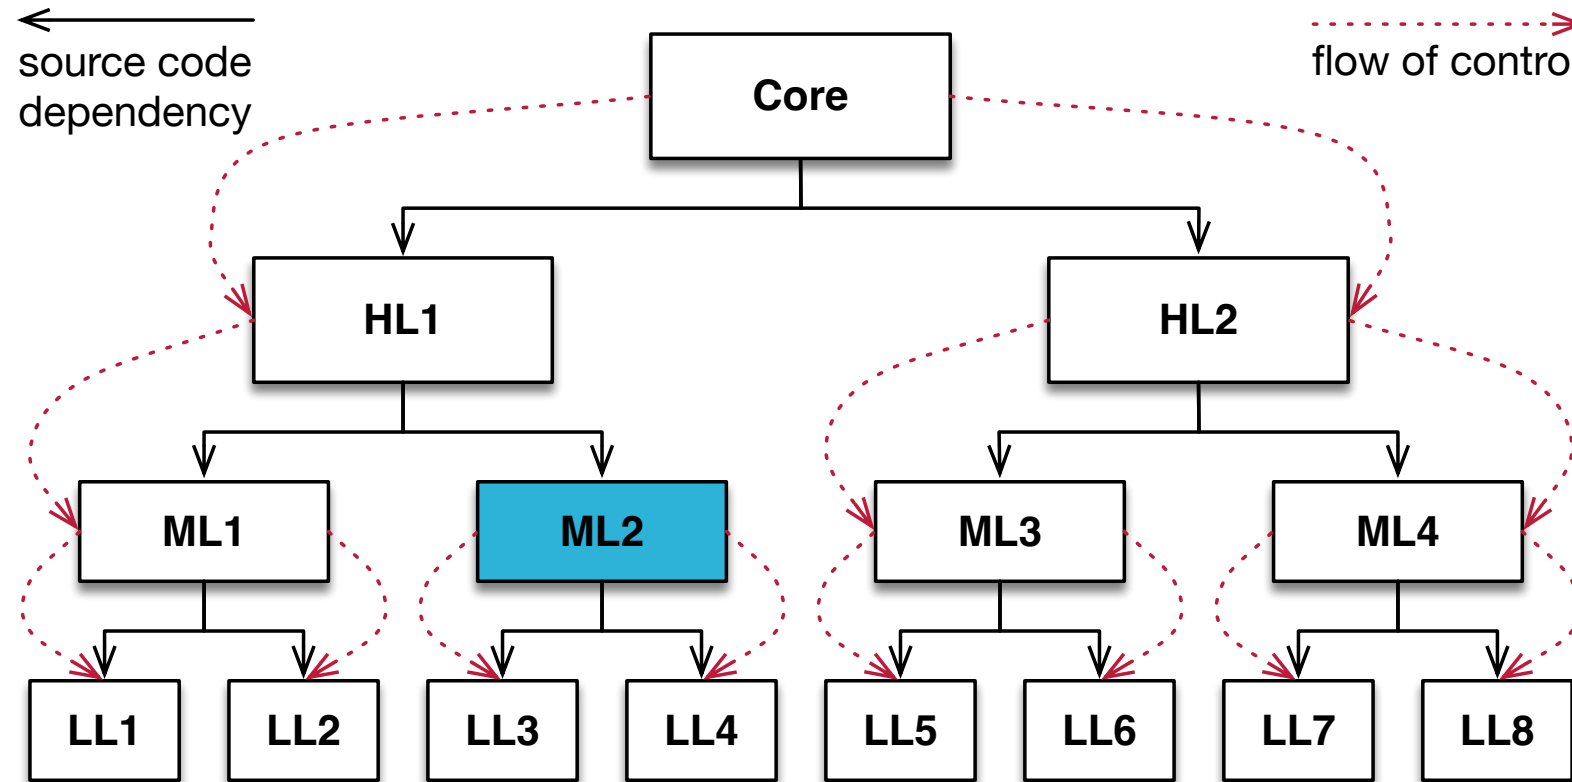 source code
dependency
flow of contro
Core
HL1
HL2
ML1
ML2
ML3
ML4
LL1
LL2
LL3
LL4
LL5
LL6
LL7
LL8